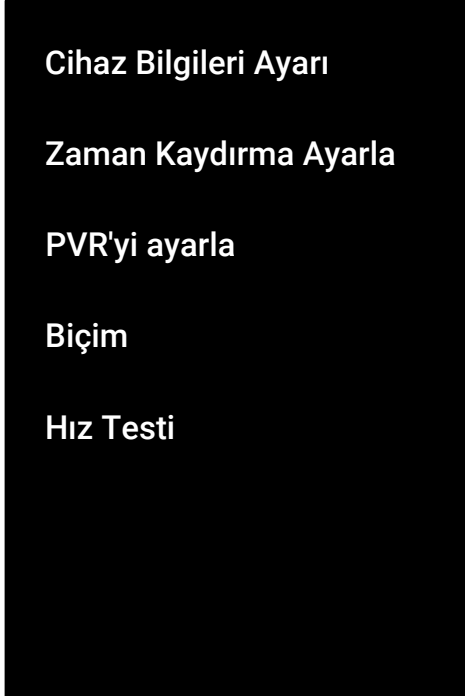 Cihaz Bilgileri Ayarı
Zaman Kaydırma Ayarla
PVR'yi ayarla
Biçim
Hız Testi